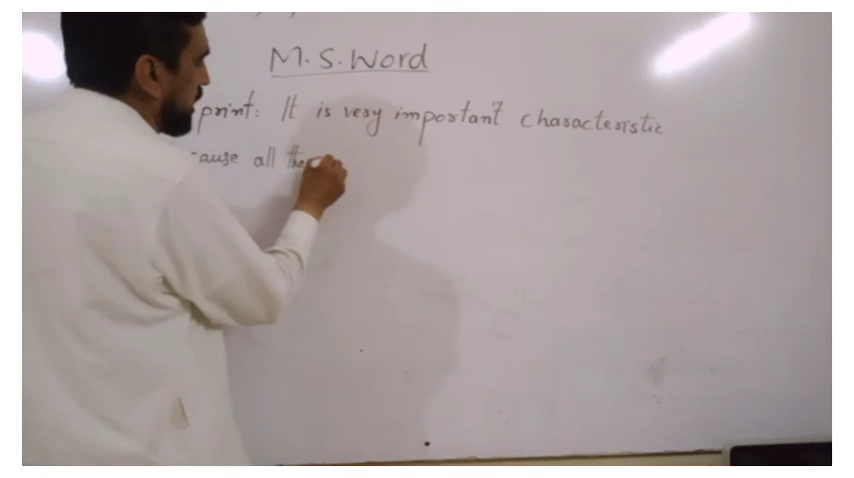 M.S.Word
print: It is very important characteristic
cause all the